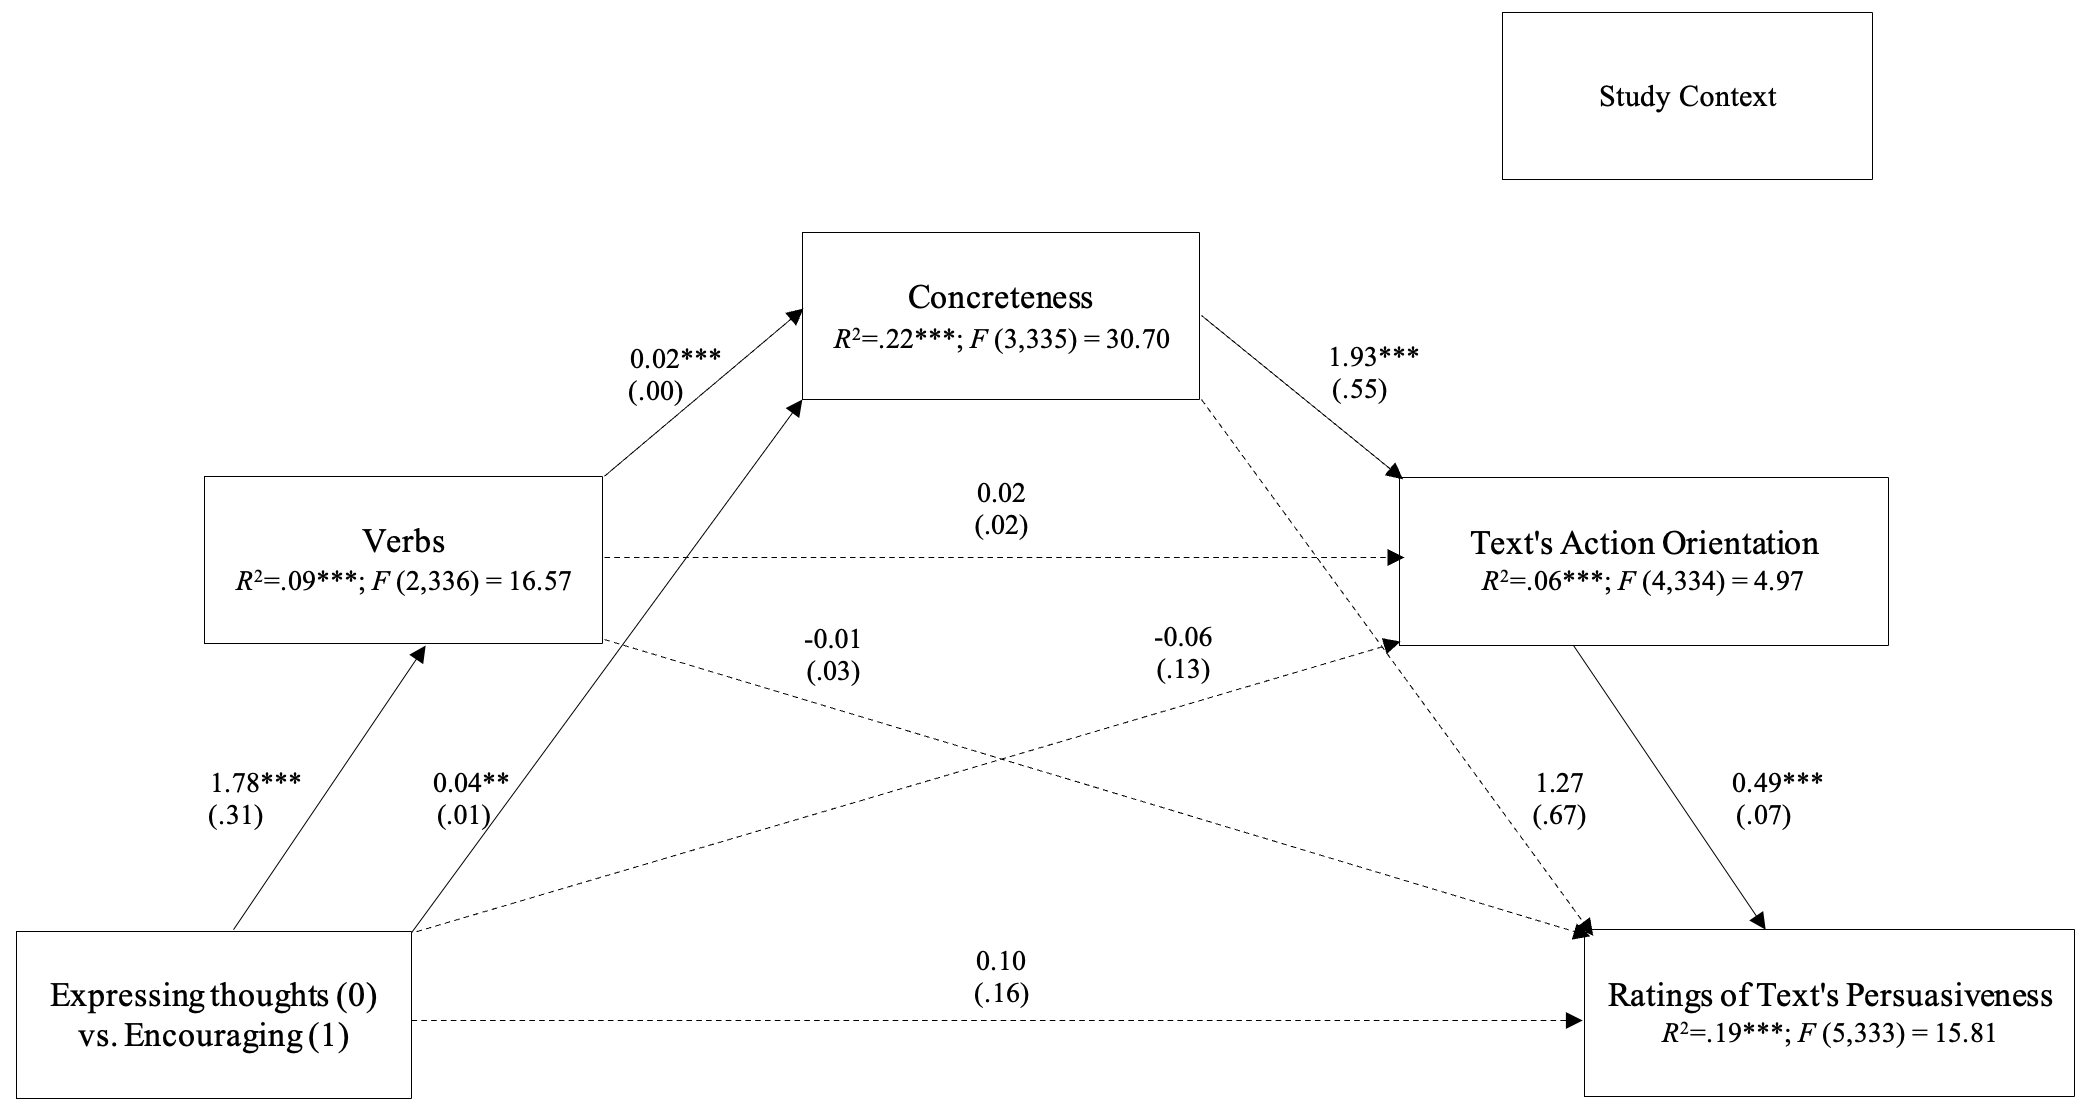 Study Context
Concreteness
R²=.22***; F (3,335) = 30.70
0.02***
(.00)
1.93***
(.55)
Verbs
R²=.09***; F (2,336) = 16.57
0.02
(.02)
Text's Action Orientation
R²=.06***; F (4,334) = 4.97
-0.01
(.03)
-0.06
(.13)
1.78***
(.31)
0.04**
(.01)
1.27
(.67)
0.49***
(.07)
Expressing thoughts (0)
vs. Encouraging (1)
0.10
(.16)
Ratings of Text's Persuasiveness
R²=.19***; F (5,333) = 15.81